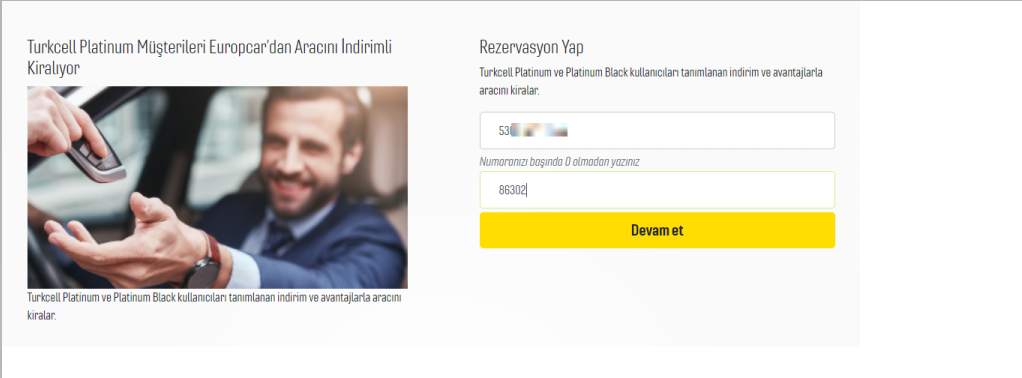 Turkcell Platinum Müşterileri Europcar'dan Aracını İndirimli
Kiralıyor
Turkcell Platinum ve Platinum Black kullanıcıları tanımlanan indirim ve avantajlarla aracını
kiralar.
Rezervasyon Yap
Turkcell Platinum ve Platinum Black kullanıcıları tanımlanan indirim ve avantajlarla
aracını kiralar.
53
Numaranızı başında 0 olmadan yazınız
86302
Devam et